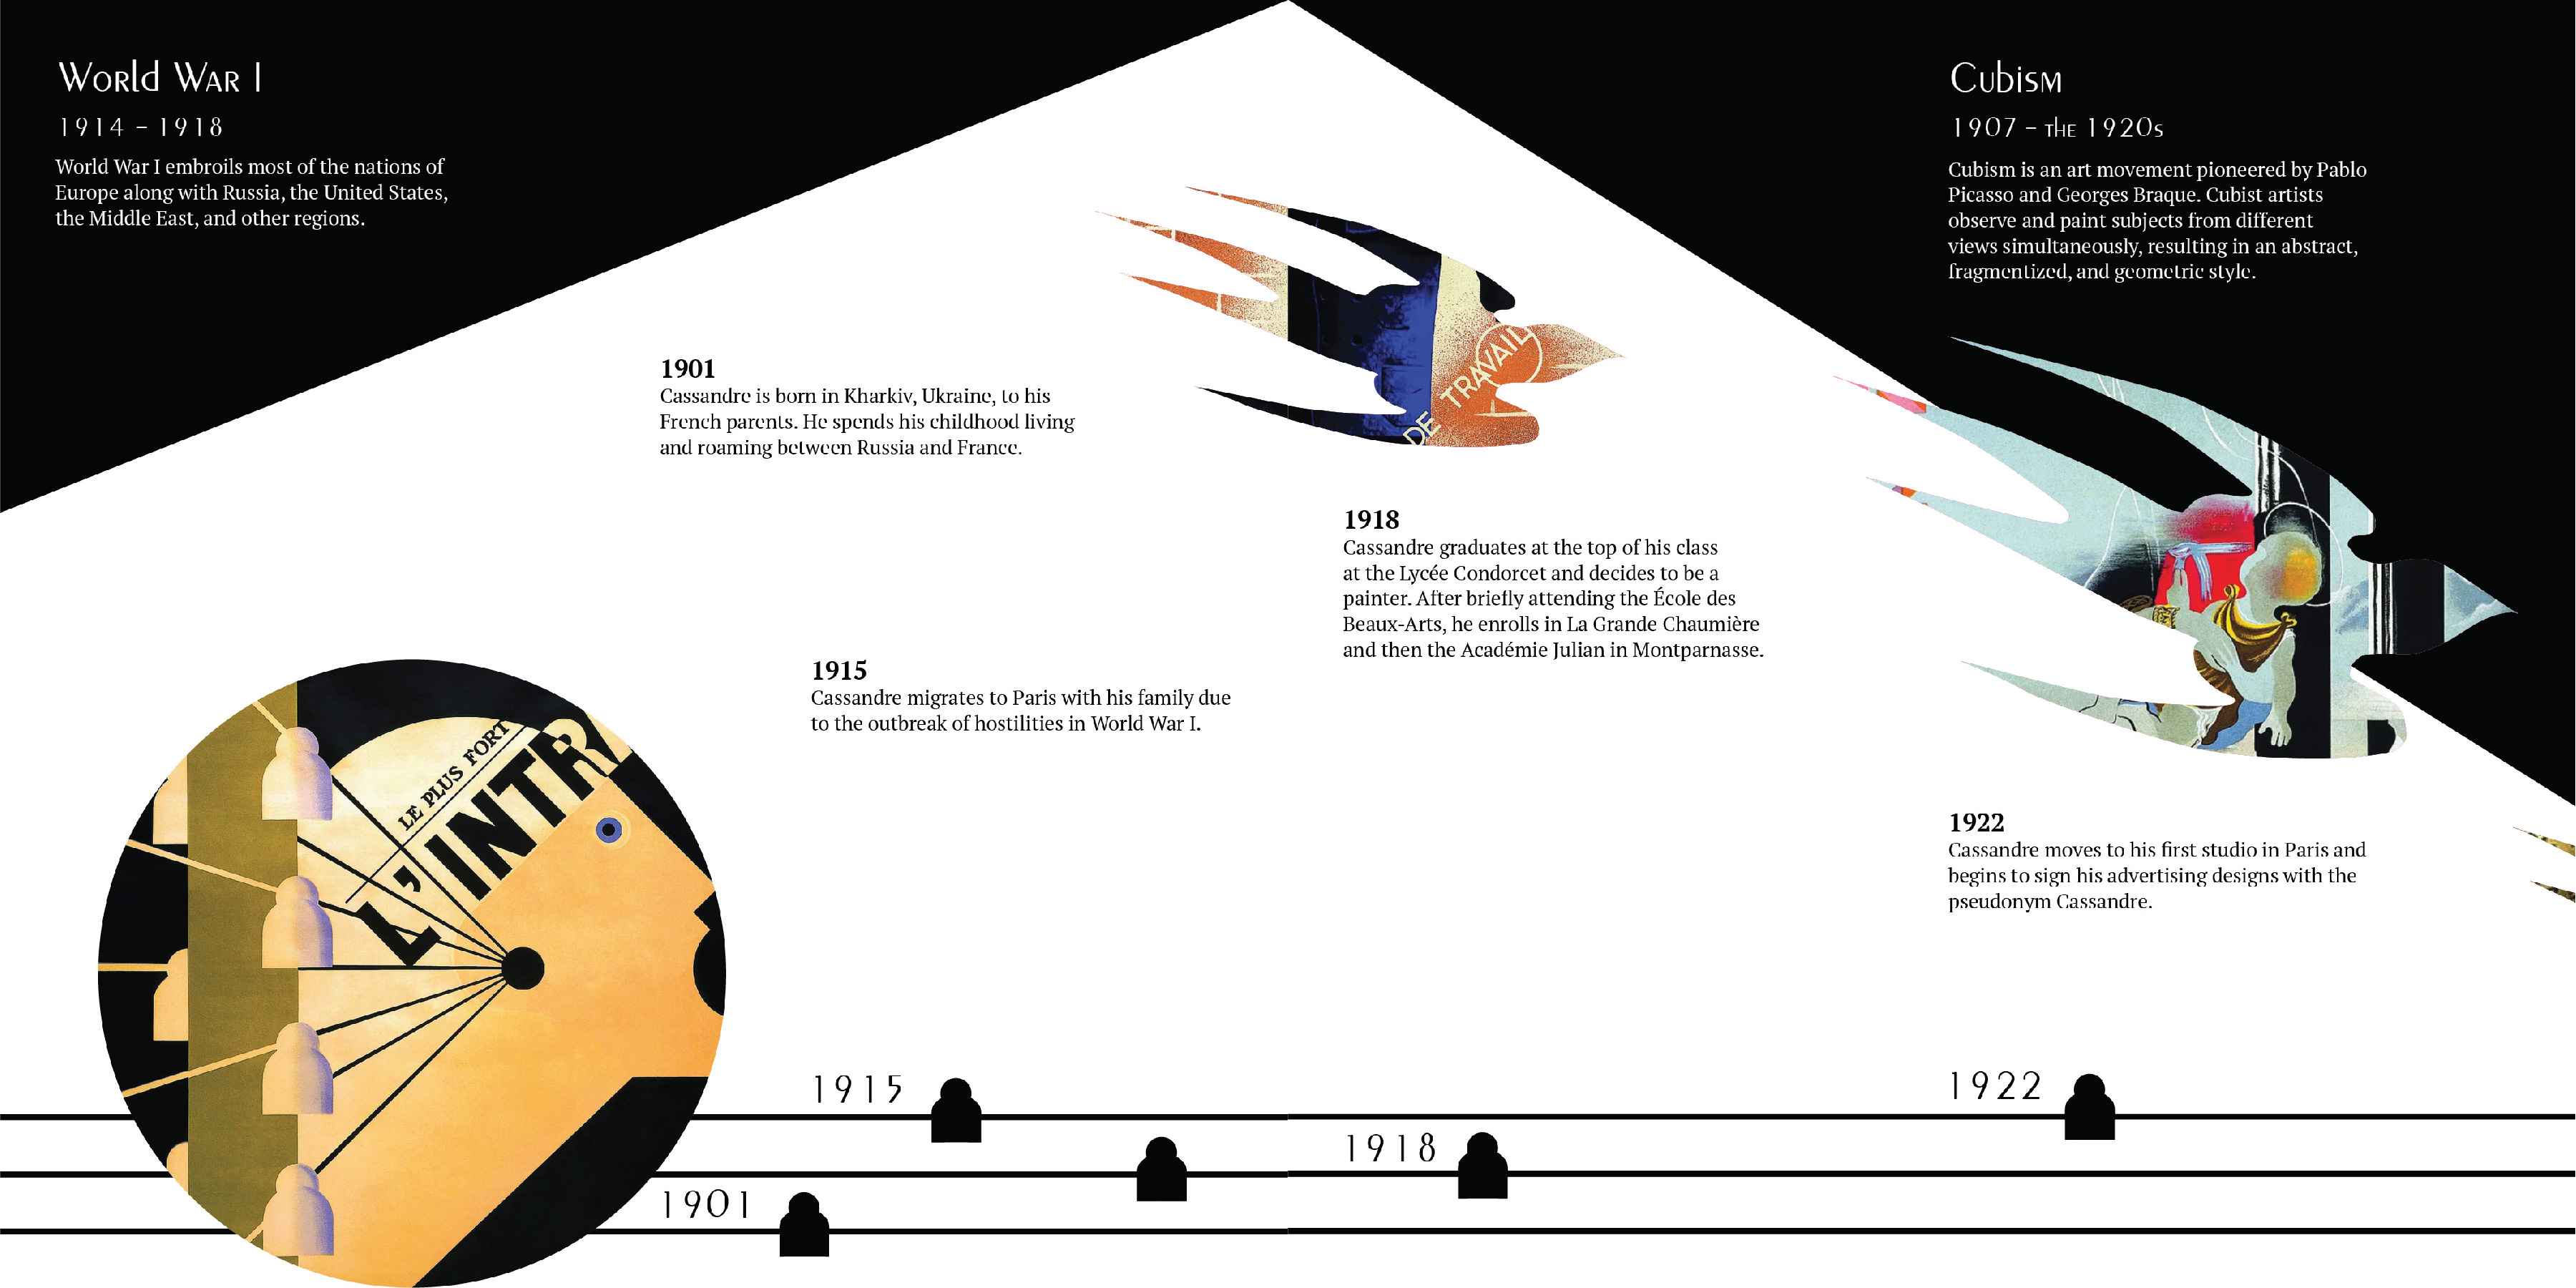 World War I
1914 – 1918
World War I embroils most of the nations of
Europe along with Russia, the United States,
the Middle East, and other regions.
Cubism
1907 – the 1920s
Cubism is an art movement pioneered by Pablo
Picasso and Georges Braque. Cubist artists
observe and paint subjects from different
views simultaneously, resulting in an abstract,
fragmentized, and geometric style.
DE TRAVAIL
1901
Cassandre is born in Kharkiv, Ukraine, to his
French parents. He spends his childhood living
and roaming between Russia and France.
1918
Cassandre graduates at the top of his class
at the Lycée Condorcet and decides to be a
painter. After briefly attending the École des
Beaux-Arts, he enrolls in La Grande Chaumière
and then the Académie Julian in Montparnasse.
1915
Cassandre migrates to Paris with his family due
to the outbreak of hostilities in World War I.
LE PLUS FORT
L'INTRA
1922
Cassandre moves to his first studio in Paris and
begins to sign his advertising designs with the
pseudonym Cassandre.
1915
1922
1918
1901